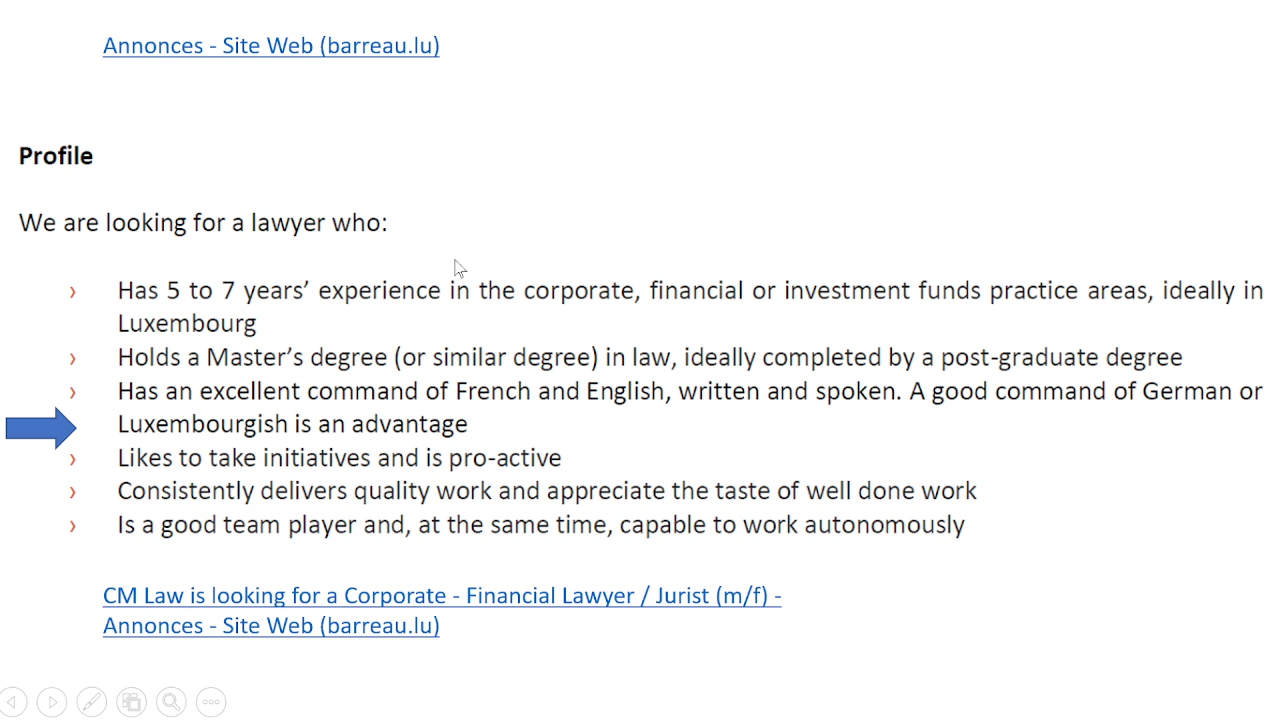 Annonces - Site Web (barreau.lu)
Profile
We are looking for a lawyer who:
› Has 5 to 7 years’ experience in the corporate, financial or investment funds practice areas, ideally in
Luxembourg
› Holds a Master’s degree (or similar degree) in law, ideally completed by a post-graduate degree
› Has an excellent command of French and English, written and spoken. A good command of German or
Luxembourgish is an advantage
› Likes to take initiatives and is pro-active
› Consistently delivers quality work and appreciate the taste of well done work
› Is a good team player and, at the same time, capable to work autonomously
CM Law is looking for a Corporate - Financial Lawyer / Jurist (m/f) -
Annonces - Site Web (barreau.lu)